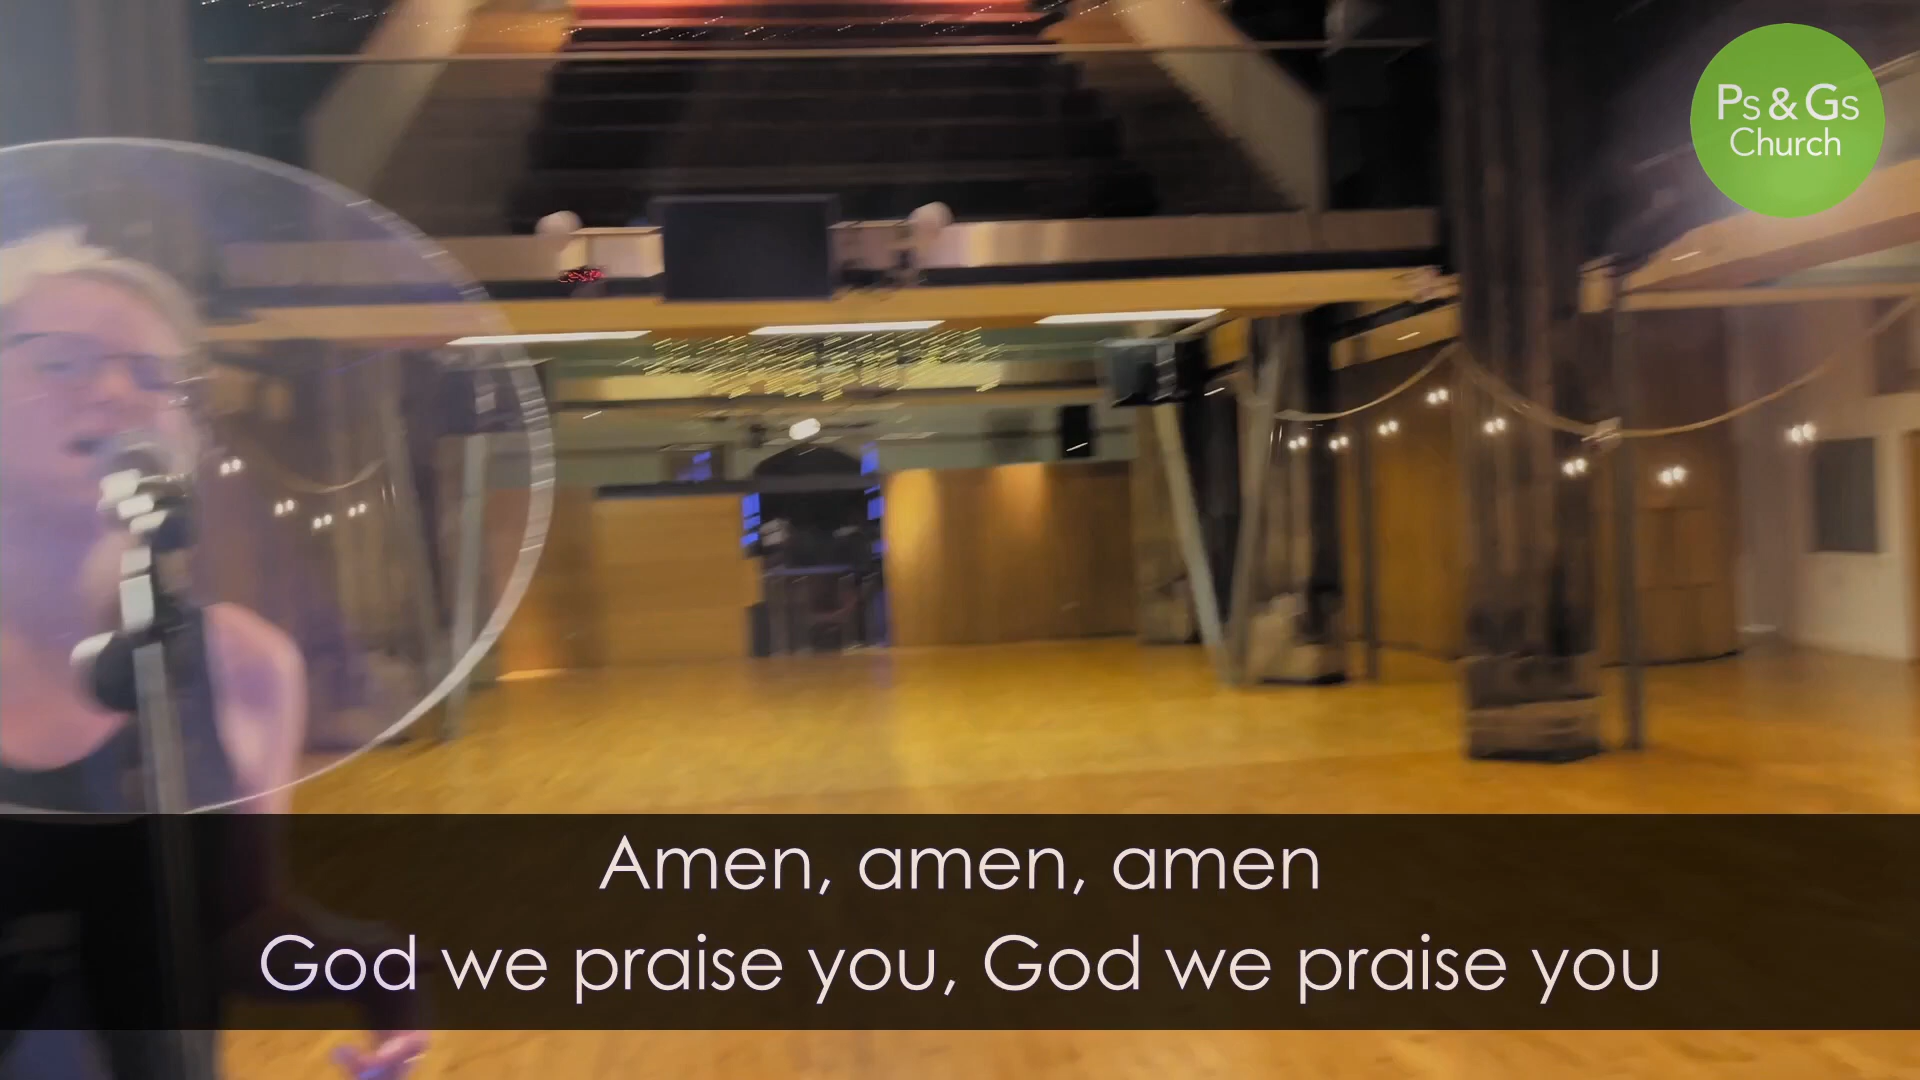 Ps & Gs
Church
Amen, amen, amen
God we praise you, God we praise you